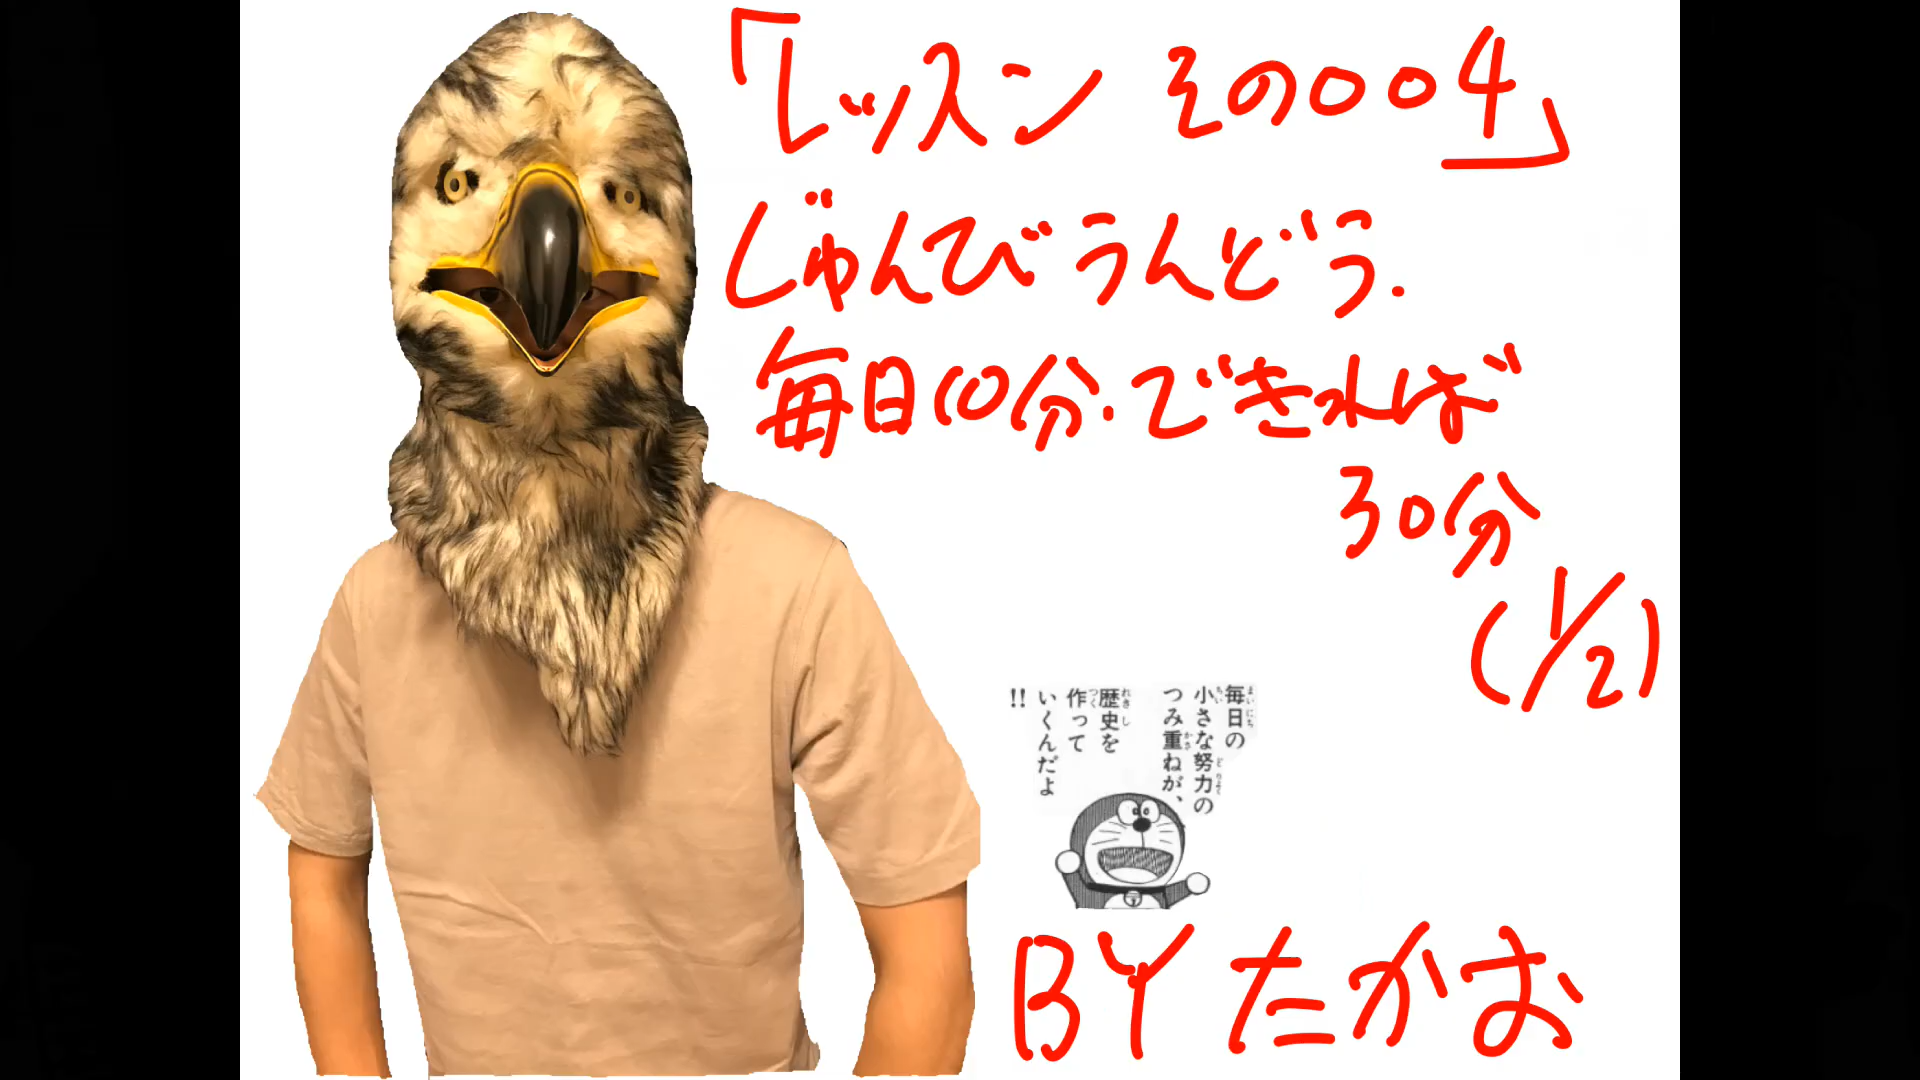 「レッスン その004」
じゅんびうんどう.
毎日10分.できれば
30分
(1/2)
毎日の
小さな努力の
つみ重ねが、
歴史を
作って
いくんだよ
!!
BY たかお